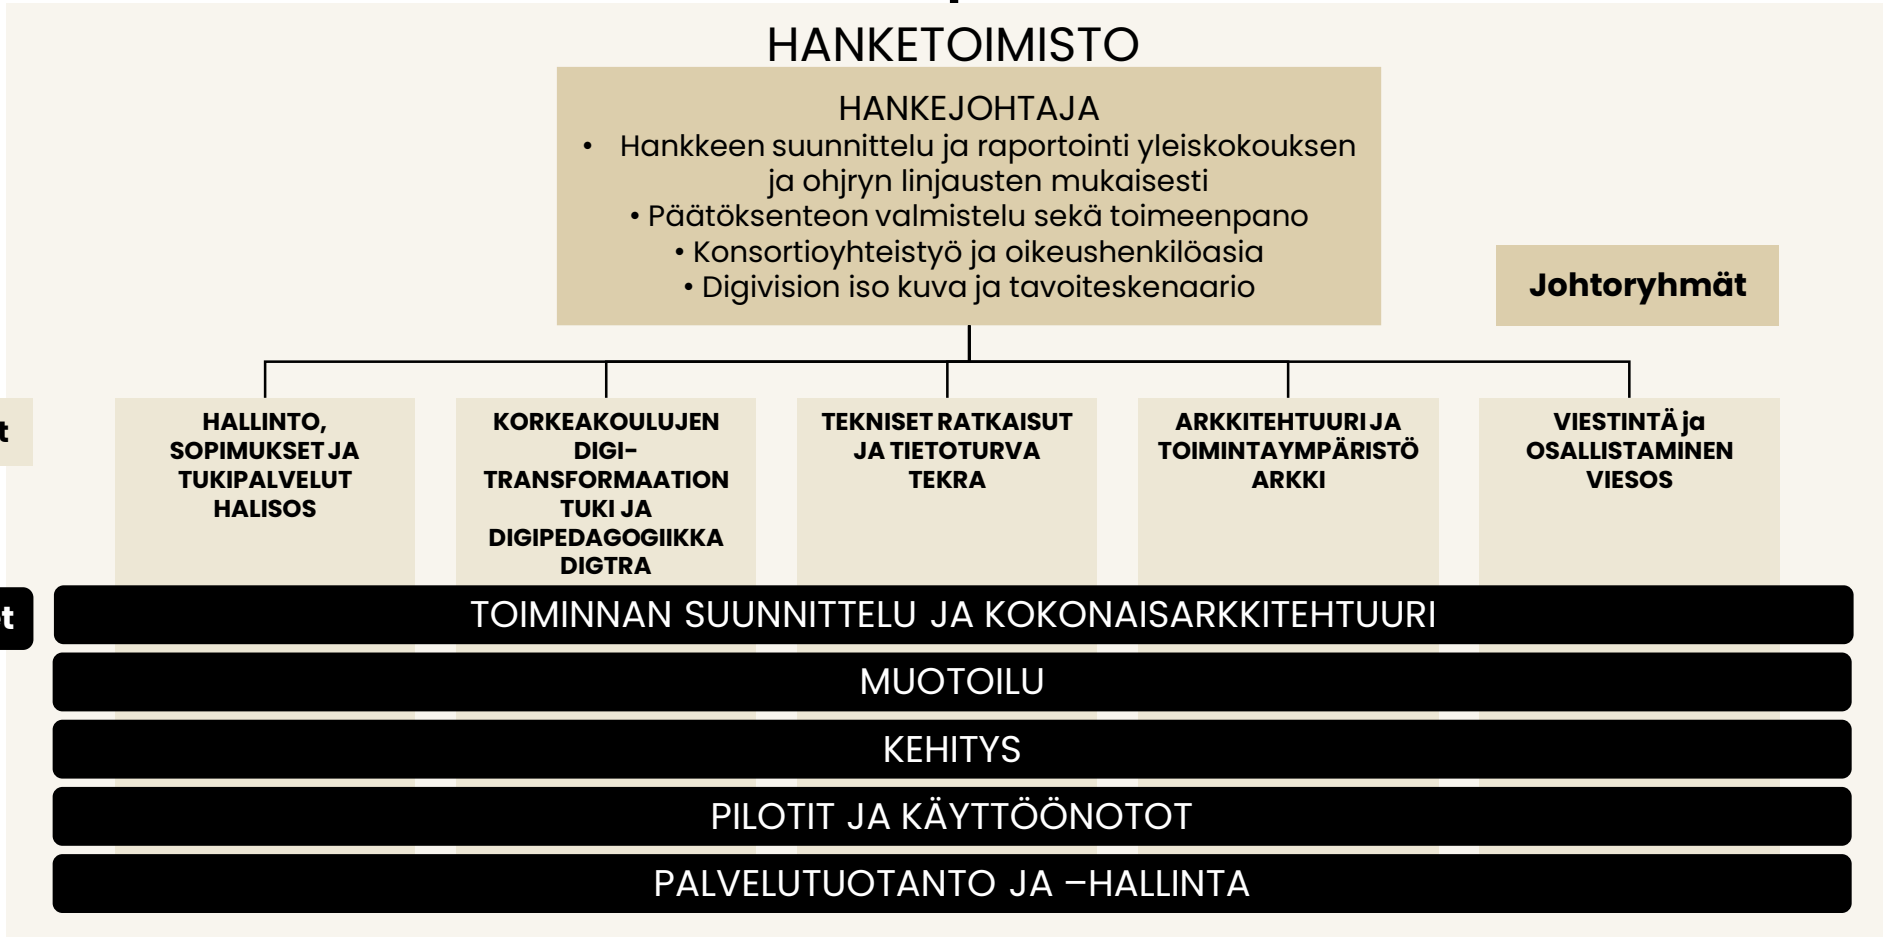 HANKETOIMISTO
HANKEJOHTAJA
• Hankkeen suunnittelu ja raportointi yleiskokouksen
ja ohjryn linjausten mukaisesti
• Päätöksenteon valmistelu sekä toimeenpano
• Konsortioyhteistyö ja oikeushenkilöasia
• Digivision iso kuva ja tavoiteskenaario
Johtoryhmät
t
HALLINTO,
SOPIMUKSET JA
TUKIPALVELUT
HALISOS
KORKEAKOULUJEN
DIGI-
TRANSFORMAATION
TUKI JA
DIGIPEDAGOGIIKKA
DIGTRA
TEKNISET RATKAISUT
JA TIETOTURVA
TEKRA
ARKKITEHTUURI JA
TOIMINTAYMPÄRISTÖ
ARKKI
VIESTINTÄ ja
OSALLISTAMINEN
VIESOS
t
TOIMINNAN SUUNNITTELU JA KOKONAISARKKITEHTUURI
MUOTOILU
KEHITYS
PILOTIT JA KÄYTTÖÖNOTOT
PALVELUTUOTANTO JA –HALLINTA